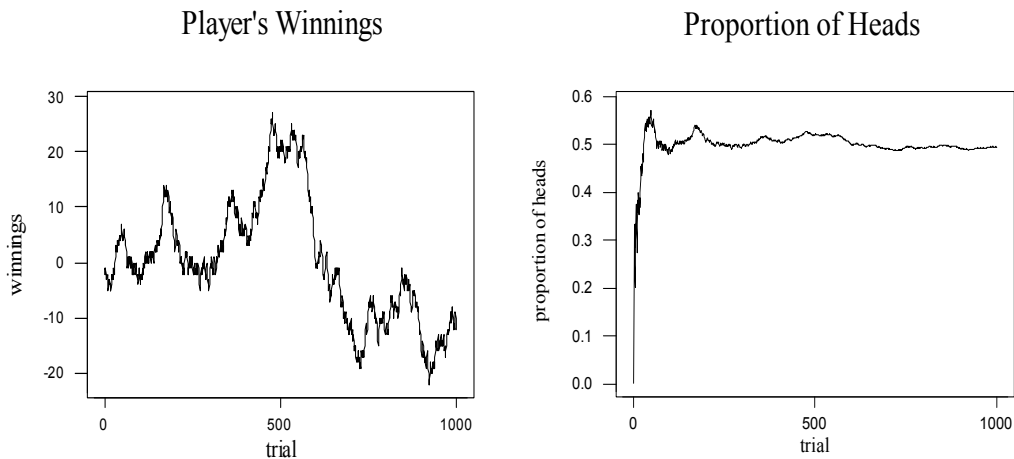 Player's Winnings
30
20
10
0
-10
-20
winnings
0 500 1000
trial
Proportion of Heads
0.6
0.5
0.4
0.3
0.2
0.1
0.0
proportion of heads
0 500 1000
trial